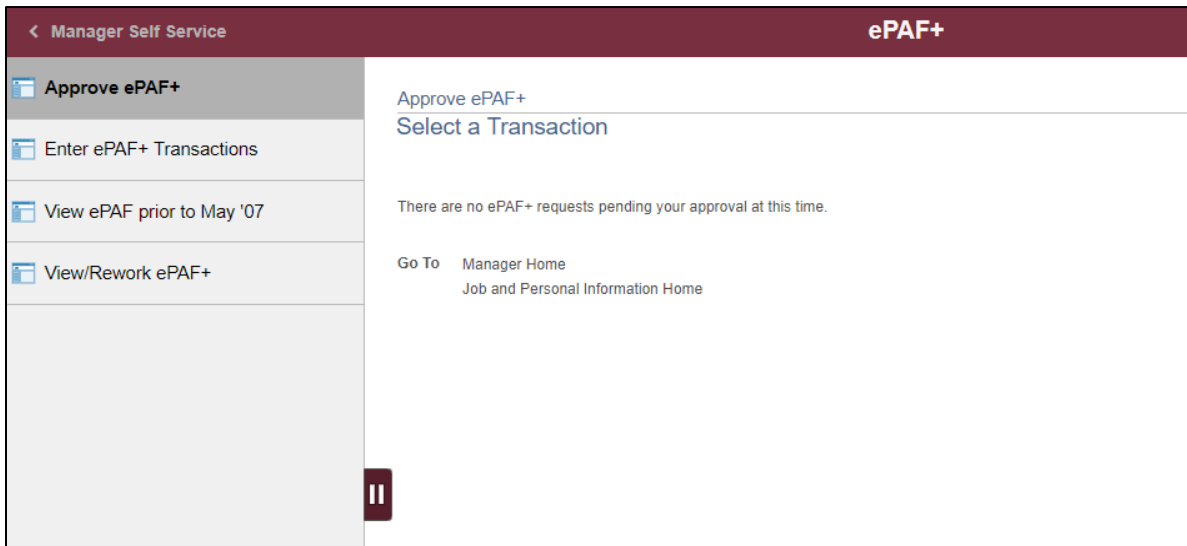 Manager Self Service
ePAF+
Approve ePAF+
Enter ePAF+ Transactions
View ePAF prior to May '07
View/Rework ePAF+
Approve ePAF+
Select a Transaction
There are no ePAF+ requests pending your approval at this time.
Go To Manager Home
Job and Personal Information Home